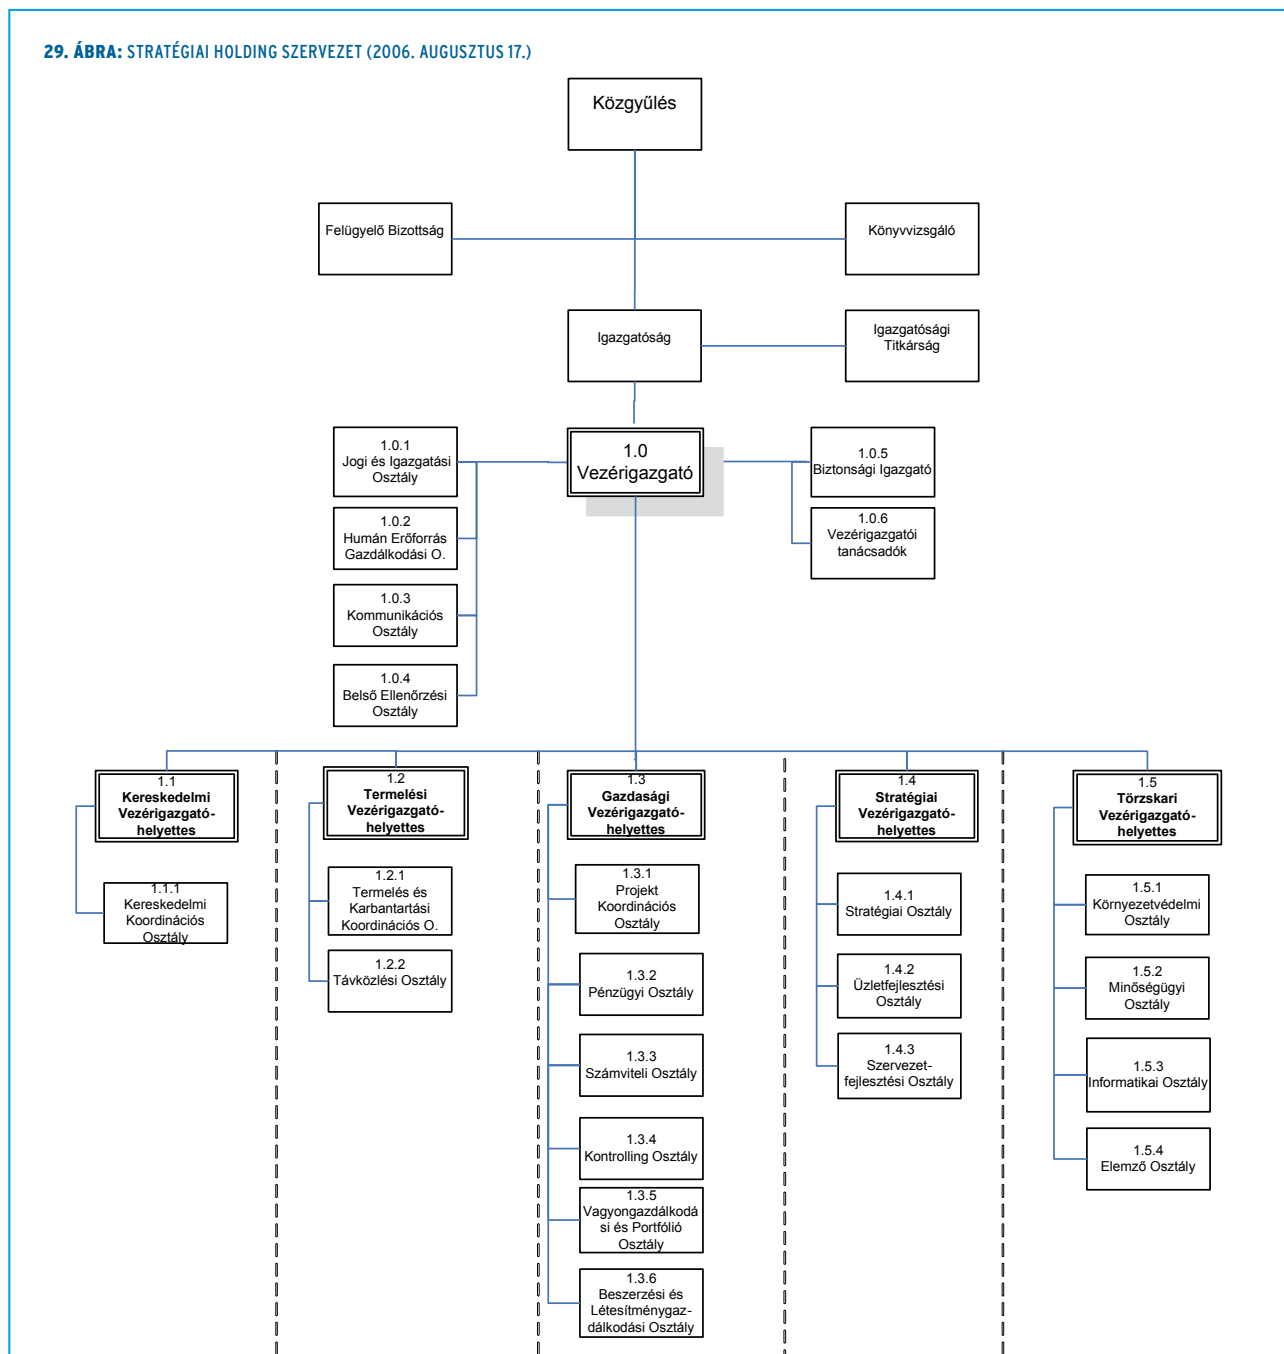 29. ÁBRA: STRATÉGIAI HOLDING SZERVEZET (2006. AUGUSZTUS 17.)
Közgyűlés
Felügyelő Bizottság
Könyvvizsgáló
Igazgatóság
Igazgatósági
Titkárság
1.0
Vezérigazgató
1.0.1
Jogi és Igazgatási
Osztály
1.0.2
Humán Erőforrás
Gazdálkodási O.
1.0.3
Kommunikációs
Osztály
1.0.4
Belső Ellenőrzési
Osztály
1.0.5
Biztonsági Igazgató
1.0.6
Vezérigazgatói
tanácsadók
1.1
Kereskedelmi
Vezérigazgató-
helyettes
1.1.1
Kereskedelmi
Koordinációs
Osztály
1.2
Termelési
Vezérigazgató-
helyettes
1.2.1
Termelés és
Karbantartási
Koordinációs O.
1.2.2
Távközlési Osztály
1.3
Gazdasági
Vezérigazgató-
helyettes
1.3.1
Projekt
Koordinációs
Osztály
1.3.2
Pénzügyi Osztály
1.3.3
Számviteli Osztály
1.3.4
Kontrolling Osztály
1.3.5
Vagyongazdálkodá
si és Portfólió
Osztály
1.3.6
Beszerzési és
Létesítménygaz-
dálkodási Osztály
1.4
Stratégiai
Vezérigazgató-
helyettes
1.4.1
Stratégiai Osztály
1.4.2
Üzletfejlesztési
Osztály
1.4.3
Szervezet-
fejlesztési Osztály
1.5
Törzskari
Vezérigazgató-
helyettes
1.5.1
Környezetvédelmi
Osztály
1.5.2
Minőségügyi
Osztály
1.5.3
Informatikai Osztály
1.5.4
Elemző Osztály